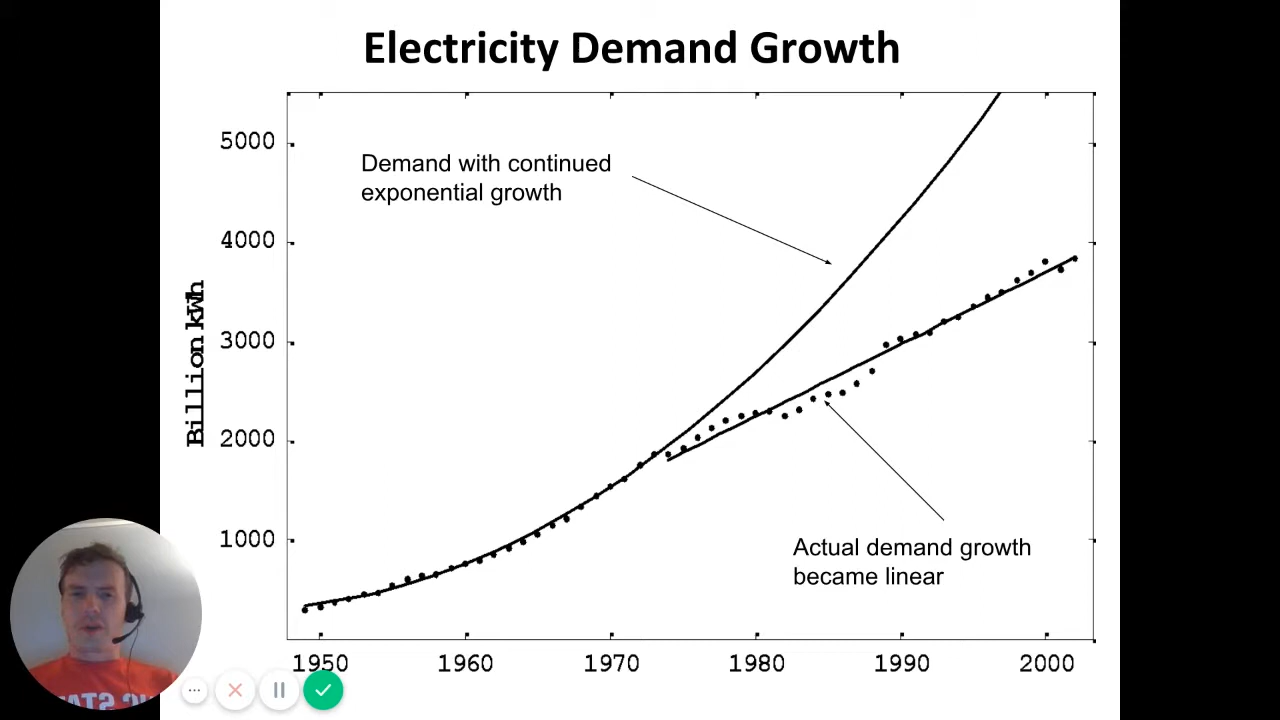 Electricity Demand Growth
5000
4000
3000
2000
1000
Billion kWh
Demand with continued
exponential growth
Actual demand growth
became linear
1950 1960 1970 1980 1990 2000